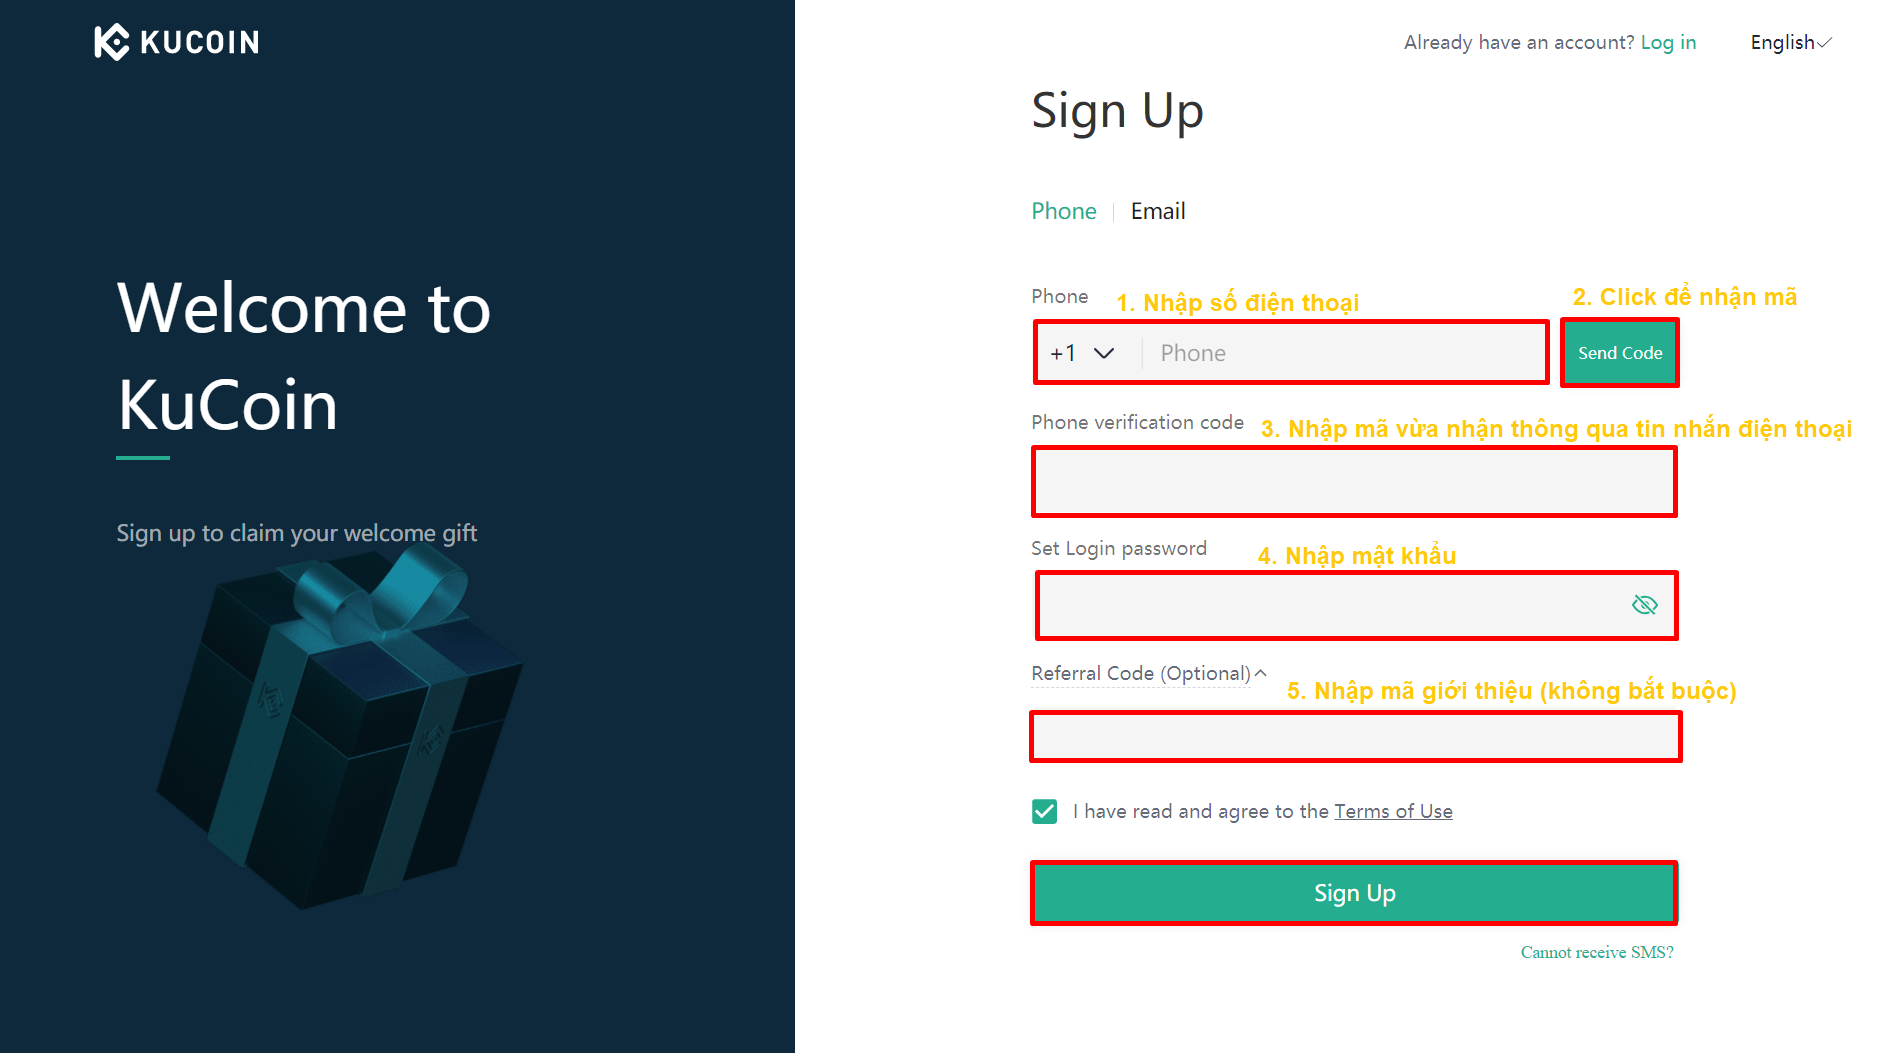 KUCOIN
Welcome to
KuCoin
Sign up to claim your welcome gift
Already have an account? Log in
English
Sign Up
Phone | Email
Phone
1. Nhập số điện thoại
2. Click để nhận mã
+1 Phone
Send Code
Phone verification code
3. Nhập mã vừa nhận thông qua tin nhắn điện thoại
Set Login password
4. Nhập mật khẩu
Referral Code (Optional)
5. Nhập mã giới thiệu (không bắt buộc)
I have read and agree to the Terms of Use
Sign Up
Cannot receive SMS?